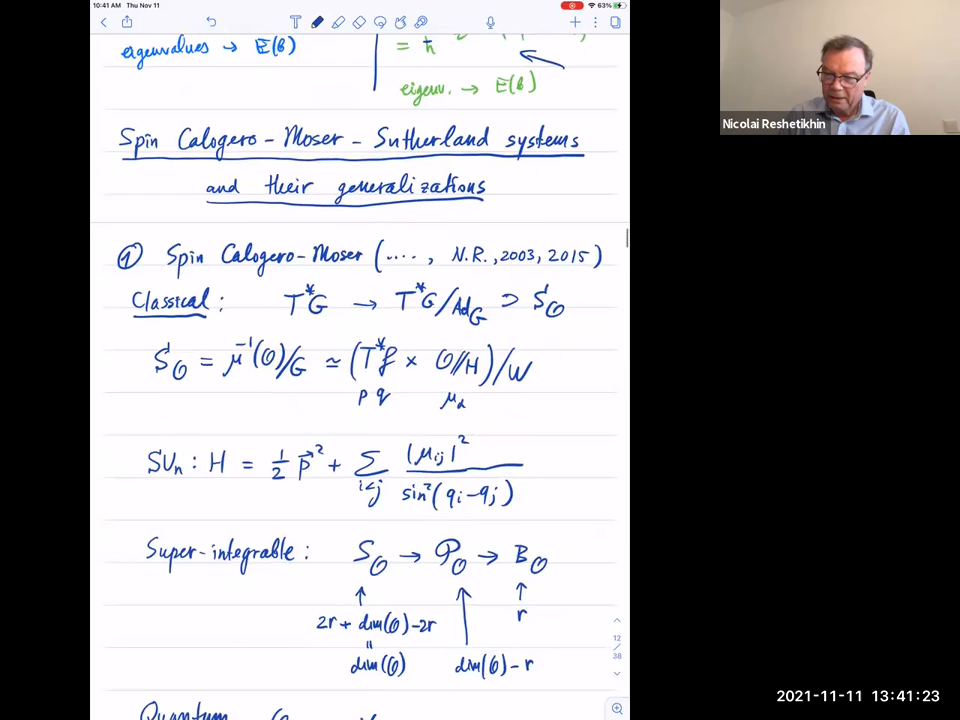 10:41 AM Thu Nov 11
63%
eigenvalues → E(b)
= ħ
eigenv. → E(b)
Spin Calogero-Moser-Sutherland systems
and their generalizations
① Spin Calogero-Moser (...., N.R., 2003, 2015)
Classical: T*G → T*G/Ad_G ⊃ S_O
S_O = μ⁻¹(O)/G ≃ (T*h × O//H)/W
p q μ_α
SU_n: H = 1/2 p⃗² + Σ_{i<j} |μ_ij|² / sin²(q_i - q_j)
Super-integrable: S_O → P_O → B_O
↑ ↑ ↑
r
2r + dim(O) - 2r
"
dim(O) dim(O) - r
Quantum
12
/
38
Nicolai Reshetikhin
2021-11-11 13:41:23